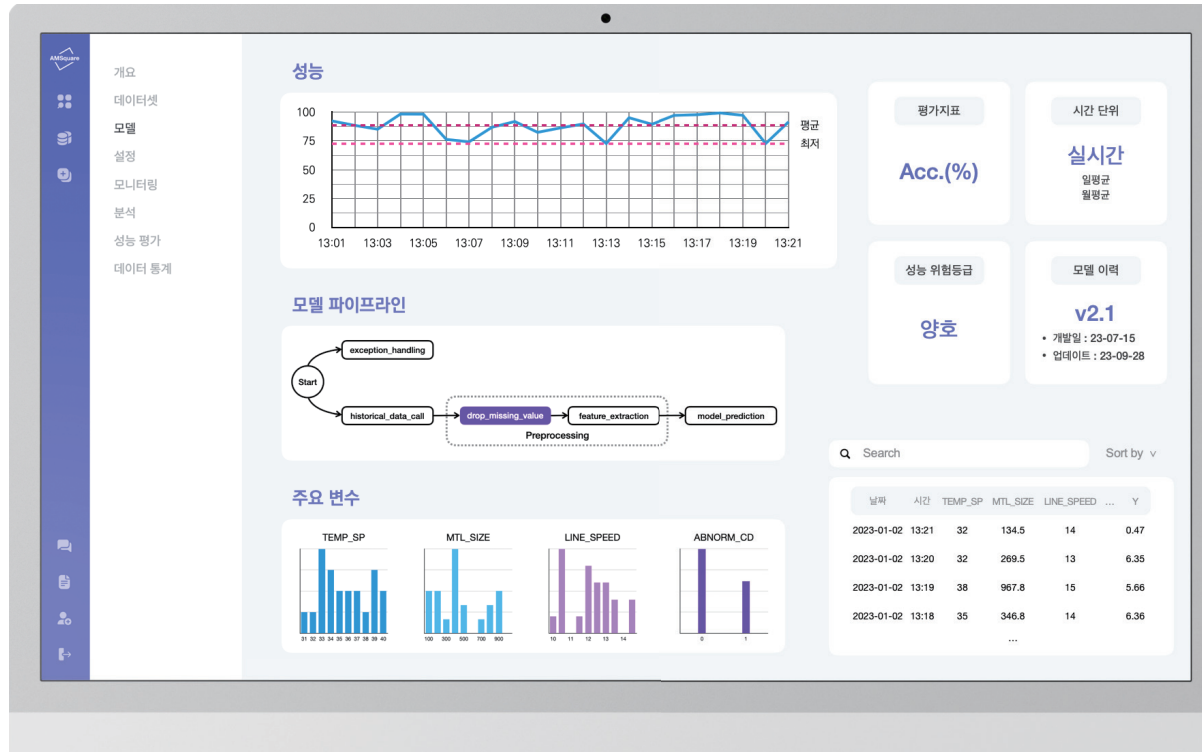 AMSquare
개요
데이터셋
모델
설정
모니터링
분석
성능 평가
데이터 통계
성능
100
75
50
25
0
평균
최저
13:01 13:03 13:05 13:07 13:09 13:11 13:13 13:15 13:17 13:19 13:21
모델 파이프라인
exception_handling
Start
historical_data_call drop_missing_value feature_extraction model_prediction
Preprocessing
주요 변수
TEMP_SP MTL_SIZE LINE_SPEED ABNORM_CD
31 32 33 34 35 36 37 38 39 40
100 300 500 700 900
10 11 12 13 14
0 1
평가지표
Acc.(%)
시간 단위
실시간
일평균
월평균
성능 위험등급
양호
모델 이력
v2.1
• 개발일 : 23-07-15
• 업데이트 : 23-09-28
Search Sort by ∨
날짜 시간 TEMP_SP MTL_SIZE LINE_SPEED ... Y
2023-01-02 13:21 32 134.5 14 0.47
2023-01-02 13:20 32 269.5 13 6.35
2023-01-02 13:19 38 967.8 15 5.66
2023-01-02 13:18 35 346.8 14 6.36
...